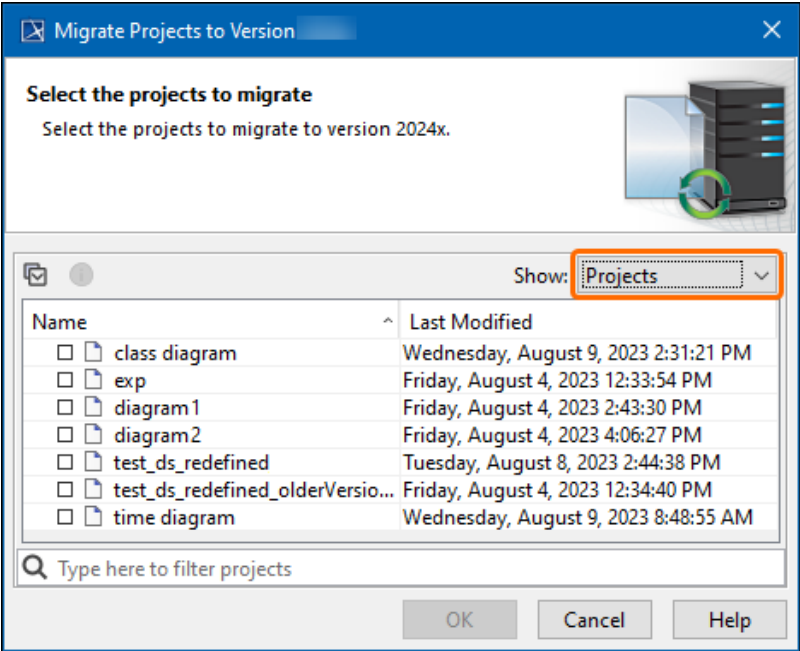 Migrate Projects to Version
Select the projects to migrate
Select the projects to migrate to version 2024x.
Show: Projects
Name Last Modified
class diagram Wednesday, August 9, 2023 2:31:21 PM
exp Friday, August 4, 2023 12:33:54 PM
diagram1 Friday, August 4, 2023 2:43:30 PM
diagram2 Friday, August 4, 2023 4:06:27 PM
test_ds_redefined Tuesday, August 8, 2023 2:44:38 PM
test_ds_redefined_olderVersio... Friday, August 4, 2023 12:34:40 PM
time diagram Wednesday, August 9, 2023 8:48:55 AM
Type here to filter projects
OK Cancel Help